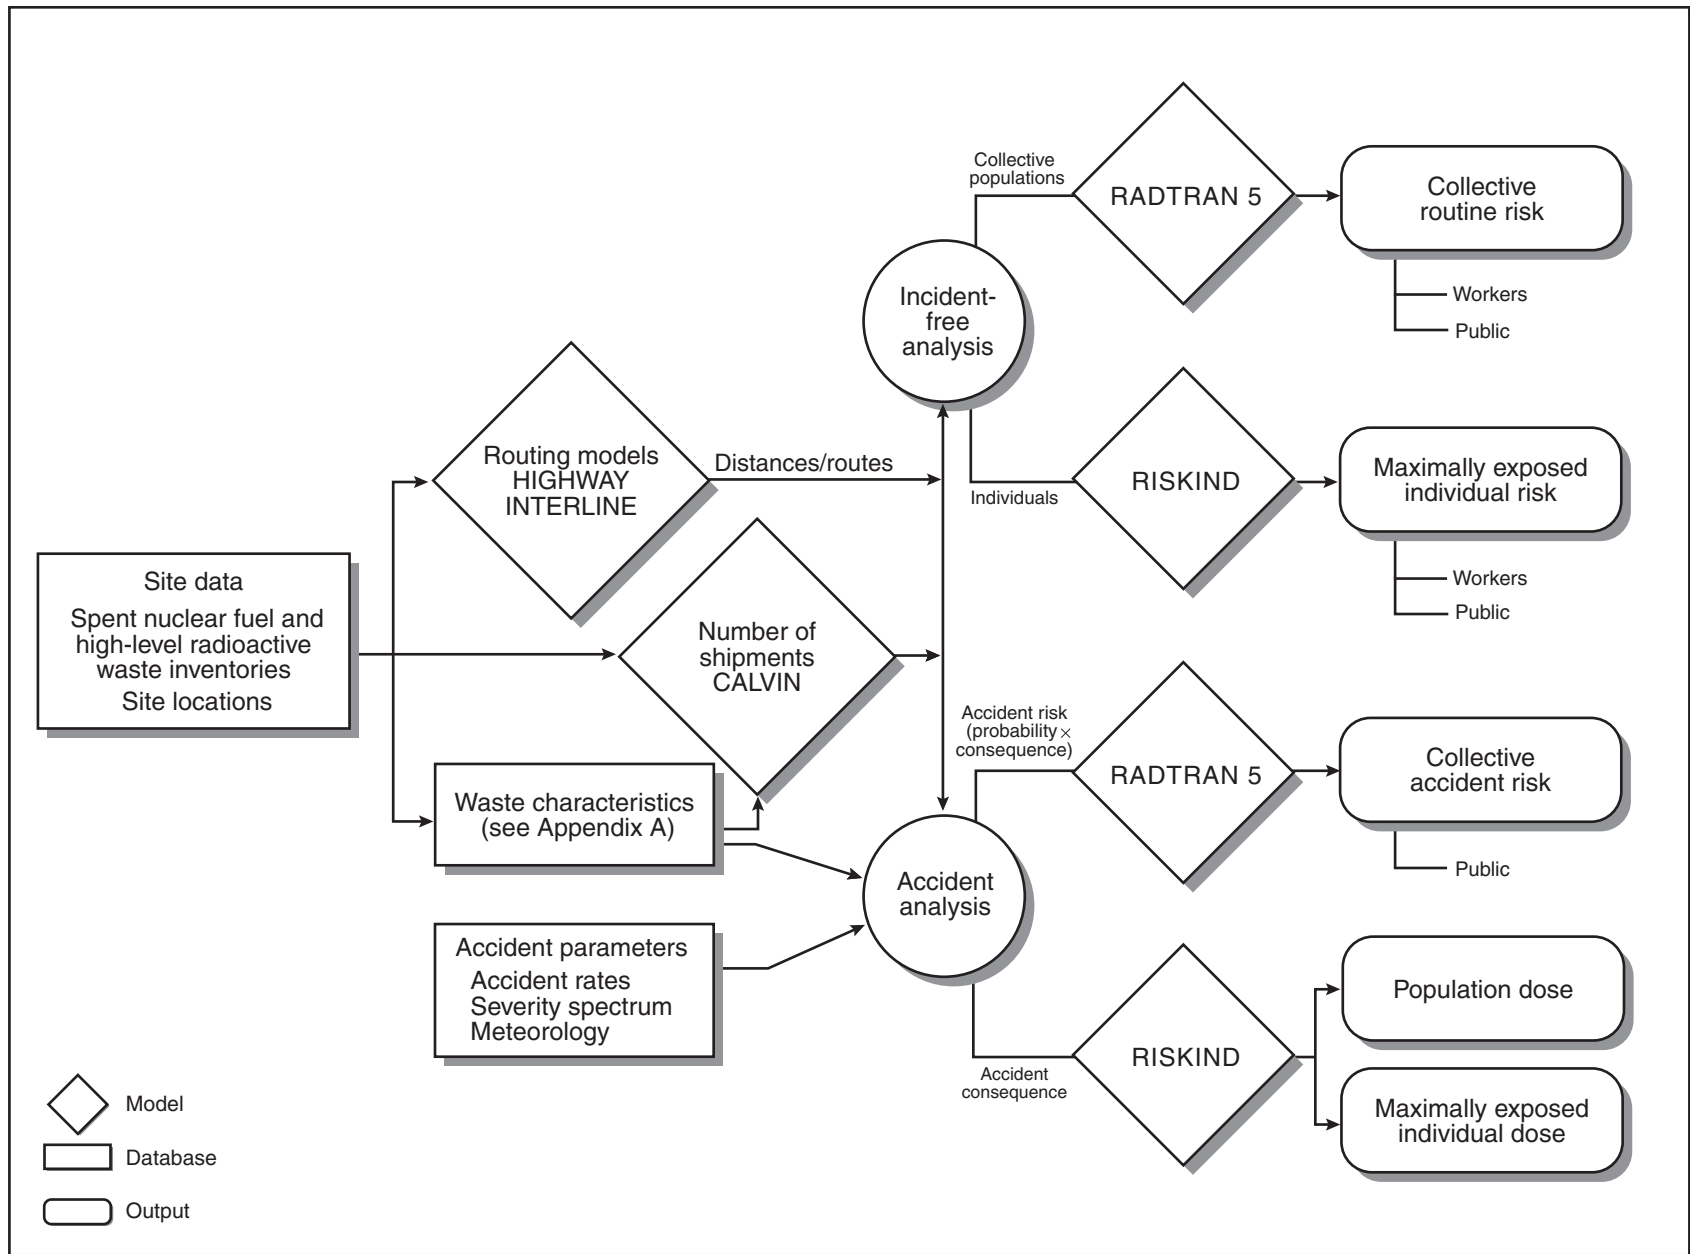 Collective
populations
RADTRAN 5
Collective
routine risk
Workers
Public
Incident-
free
analysis
Individuals
RISKIND
Maximally exposed
individual risk
Workers
Public
Routing models
HIGHWAY
INTERLINE
Distances/routes
Site data
Spent nuclear fuel and
high-level radioactive
waste inventories
Site locations
Number of
shipments
CALVIN
Waste characteristics
(see Appendix A)
Accident parameters
Accident rates
Severity spectrum
Meteorology
Accident
analysis
Accident risk
(probability ×
consequence)
RADTRAN 5
Collective
accident risk
Public
Accident
consequence
RISKIND
Population dose
Maximally exposed
individual dose
Model
Database
Output